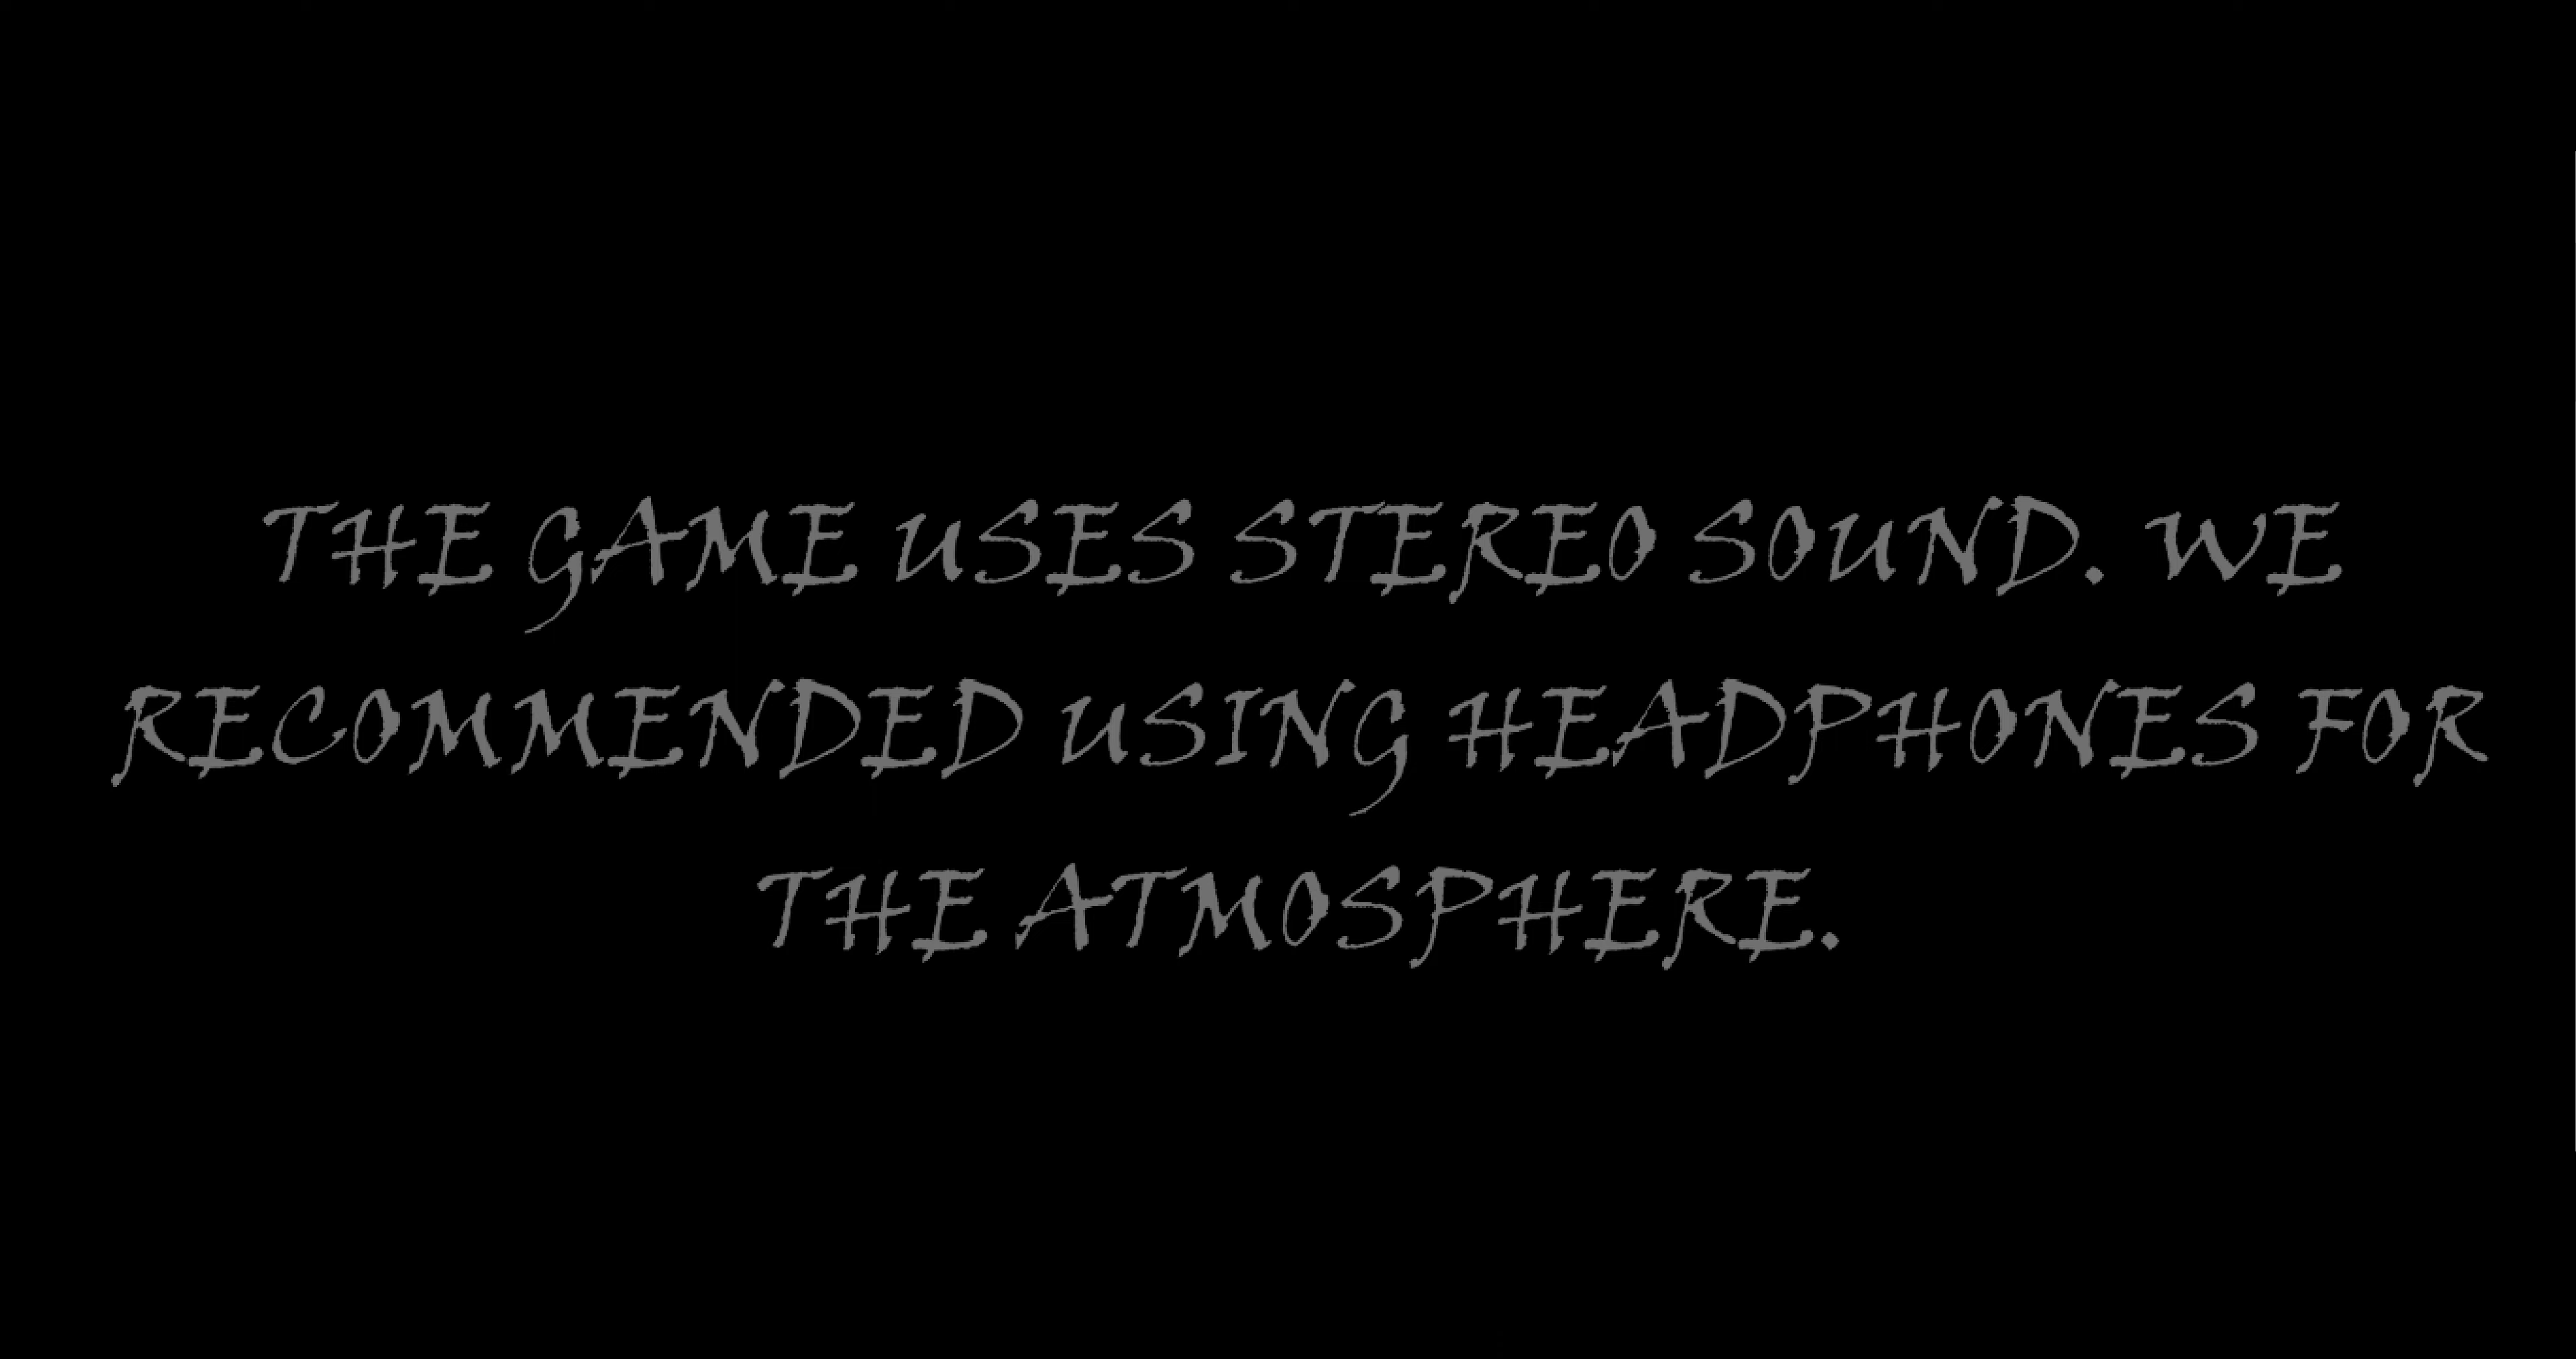 THE GAME USES STEREO SOUND. WE
RECOMMENDED USING HEADPHONES FOR
THE ATMOSPHERE.